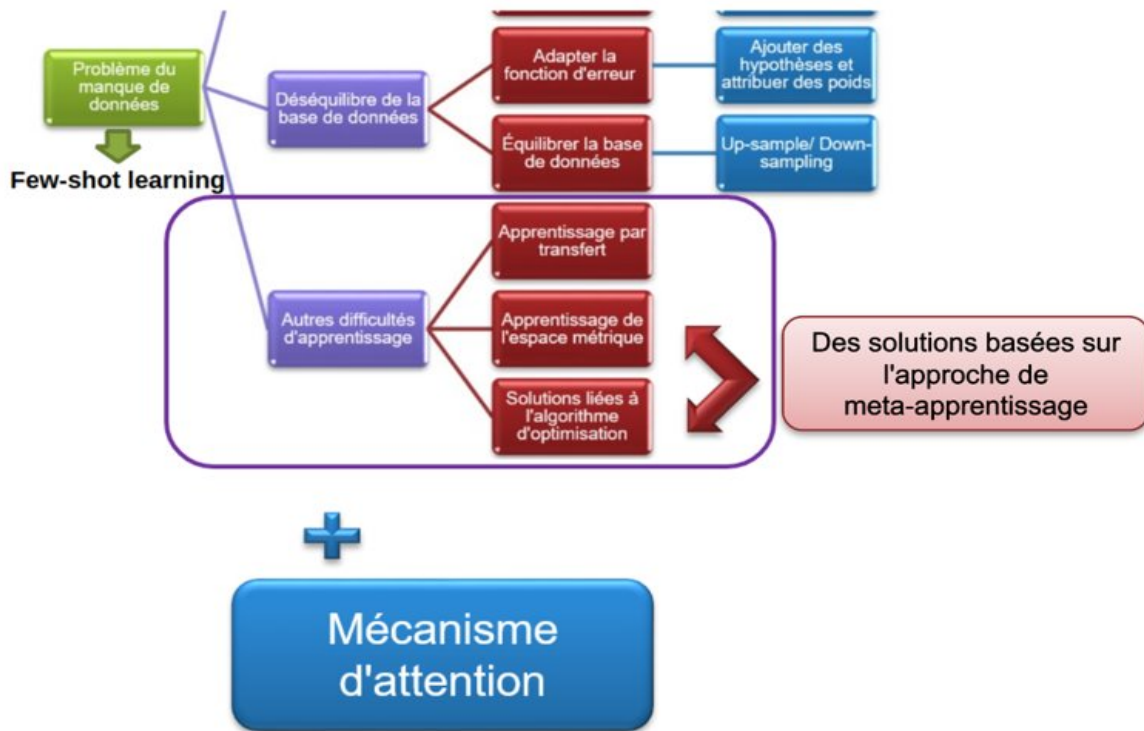 Problème du
manque de
données
Few-shot learning
Déséquilibre de la
base de données
Adapter la
fonction d'erreur
Ajouter des
hypothèses et
attribuer des poids
Équilibrer la base
de données
Up-sample/ Down-
sampling
Autres difficultés
d'apprentissage
Apprentissage par
transfert
Apprentissage de
l'espace métrique
Solutions liées à
l'algorithme
d'optimisation
Des solutions basées sur
l'approche de
meta-apprentissage
Mécanisme
d'attention